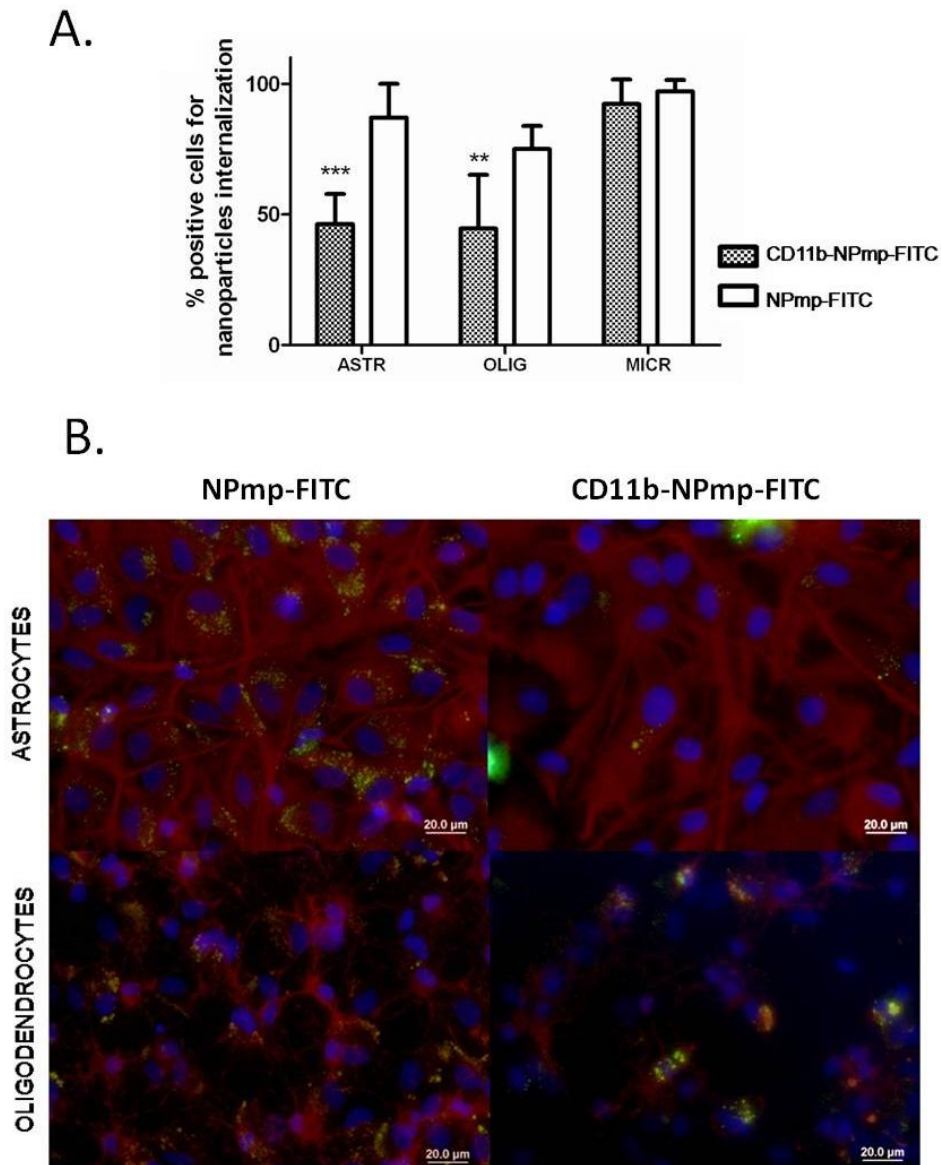 A.
% positive cells for
nanoparticles internalization
100
50
0
***
**
ASTR
OLIG
MICR
CD11b-NPmp-FITC
NPmp-FITC
B.
NPmp-FITC
CD11b-NPmp-FITC
ASTROCYTES
20.0 µm
20.0 µm
OLIGODENDROCYTES
20.0 µm
20.0 µm